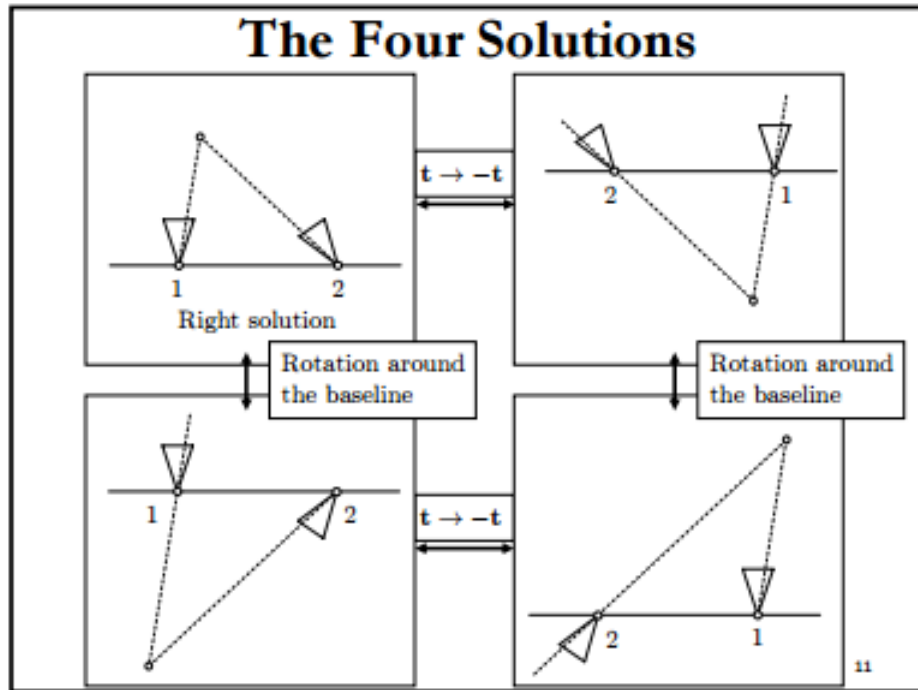 The Four Solutions
t → −t
1
2
Right solution
2
1
Rotation around
the baseline
Rotation around
the baseline
1
2
t → −t
2
1
11